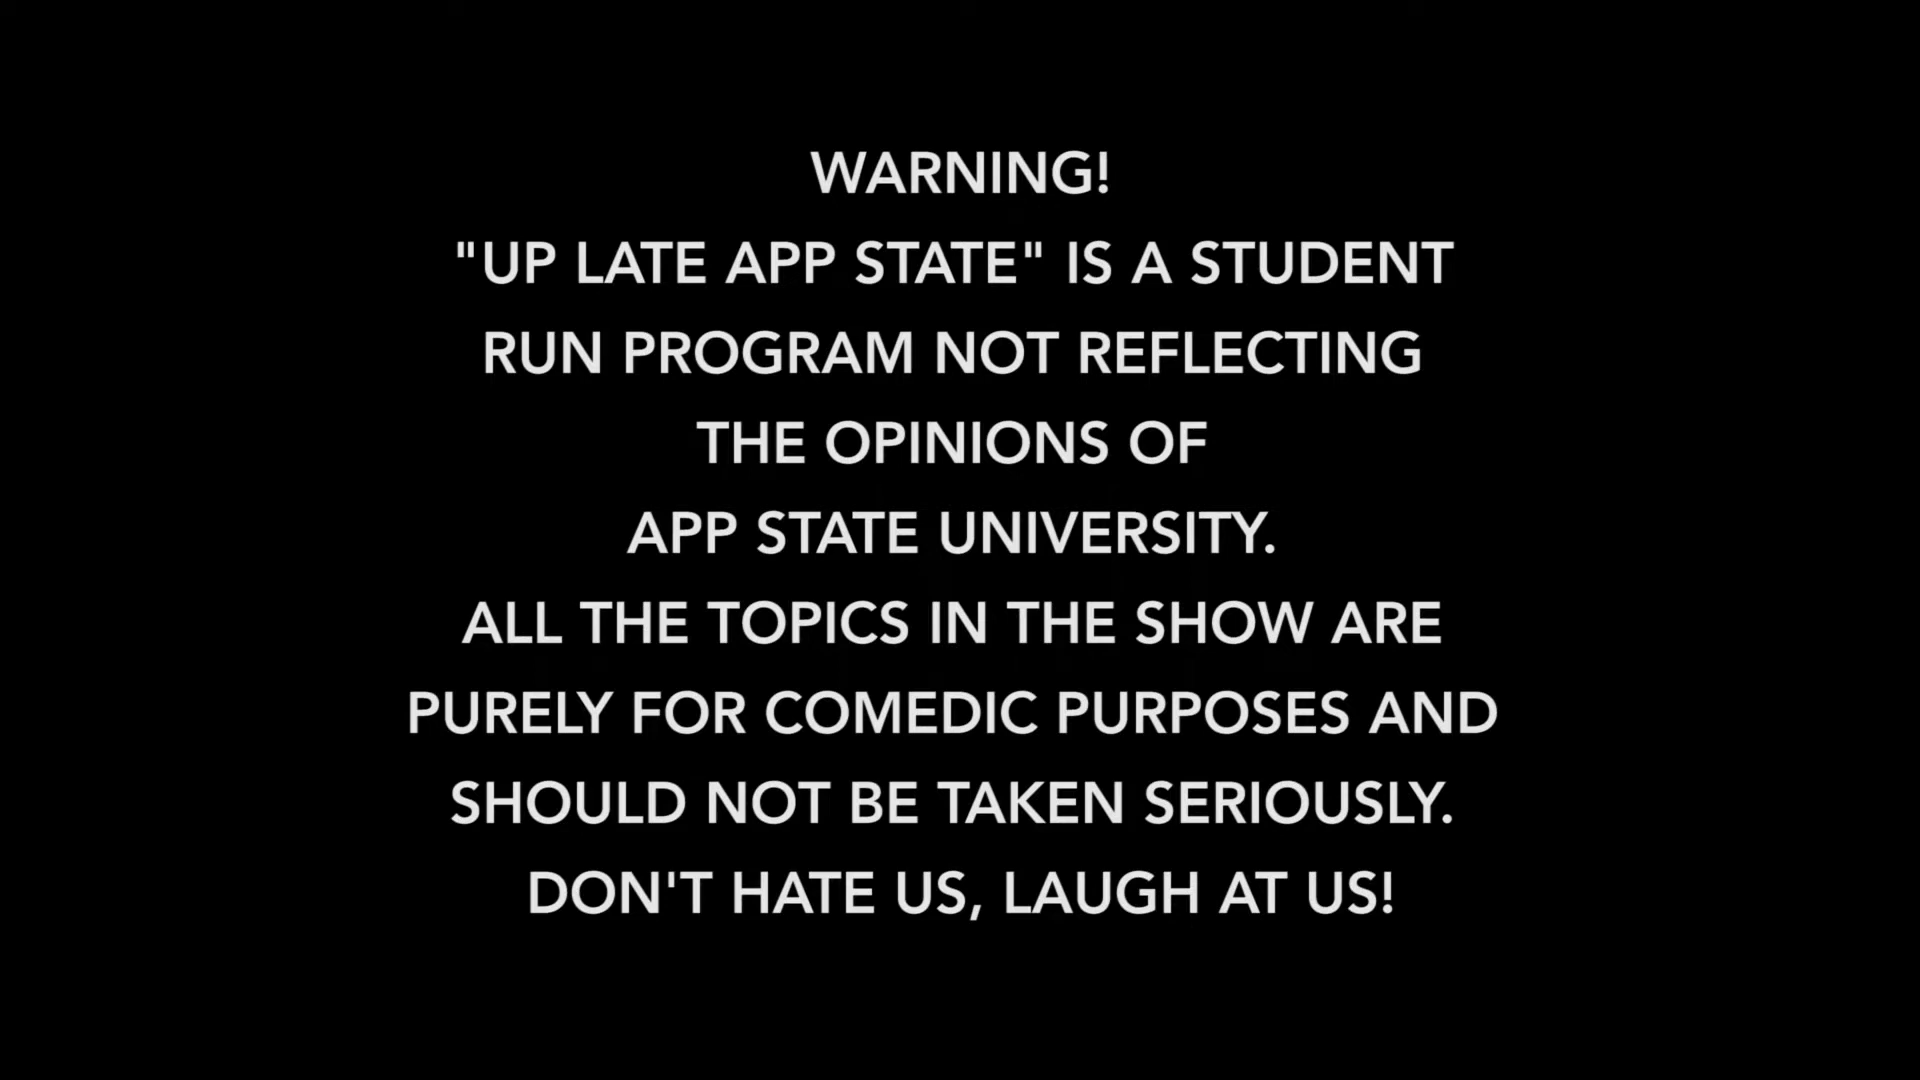 WARNING!
"UP LATE APP STATE" IS A STUDENT
RUN PROGRAM NOT REFLECTING
THE OPINIONS OF
APP STATE UNIVERSITY.
ALL THE TOPICS IN THE SHOW ARE
PURELY FOR COMEDIC PURPOSES AND
SHOULD NOT BE TAKEN SERIOUSLY.
DON'T HATE US, LAUGH AT US!